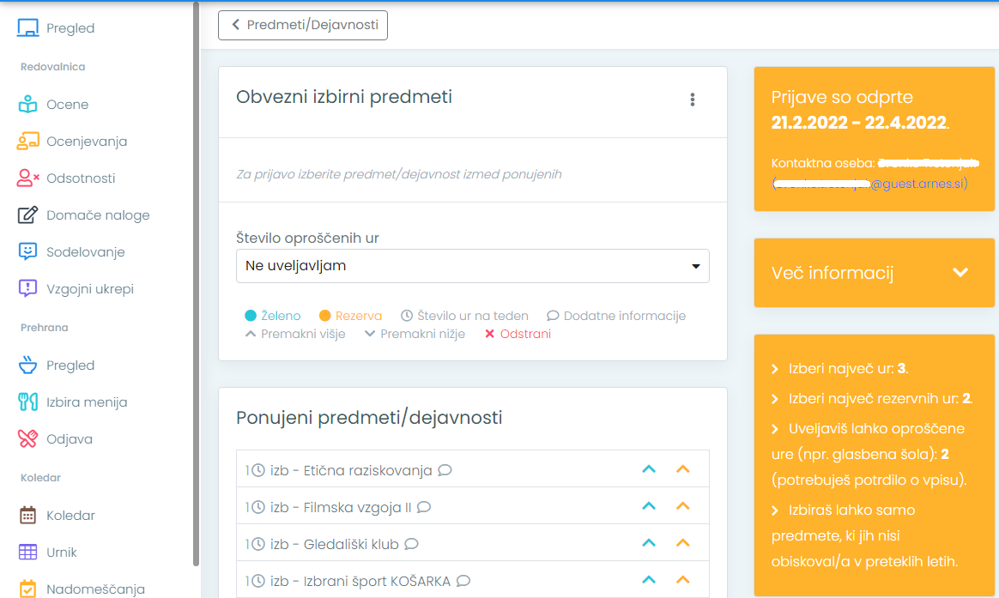 Pregled
Redovalnica
Ocene
Ocenjevanja
Odsotnosti
Domače naloge
Sodelovanje
Vzgojni ukrepi
Prehrana
Pregled
Izbira menija
Odjava
Koledar
Koledar
Urnik
Nadomeščanja
Predmeti/Dejavnosti
Obvezni izbirni predmeti
Za prijavo izberite predmet/dejavnost izmed ponujenih
Število oproščenih ur
Ne uveljavljam
Želeno Rezerva Število ur na teden Dodatne informacije
Premakni višje Premakni nižje Odstrani
Ponujeni predmeti/dejavnosti
1 izb - Etična raziskovanja
1 izb - Filmska vzgoja II
1 izb - Gledališki klub
1 izb - Izbrani šport KOŠARKA
Prijave so odprte
21.2.2022 - 22.4.2022.
Kontaktna oseba:
@guest.arnes.si)
Več informacij
Izberi največ ur: 3.
Izberi največ rezervnih ur: 2.
Uveljaviš lahko oproščene
ure (npr. glasbena šola): 2
(potrebuješ potrdilo o vpisu).
Izbiraš lahko samo
predmete, ki jih nisi
obiskoval/a v preteklih letih.